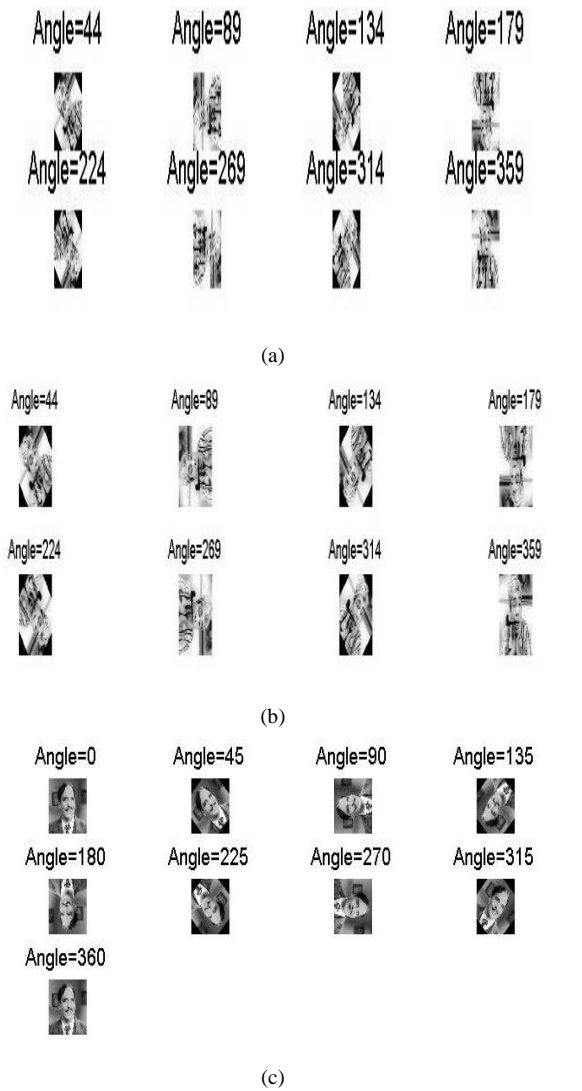 Angle=44 Angle=89 Angle=134 Angle=179
Angle=224 Angle=269 Angle=314 Angle=359
(a)
Angle=44 Angle=89 Angle=134 Angle=179
Angle=224 Angle=269 Angle=314 Angle=359
(b)
Angle=0 Angle=45 Angle=90 Angle=135
Angle=180 Angle=225 Angle=270 Angle=315
Angle=360
(c)